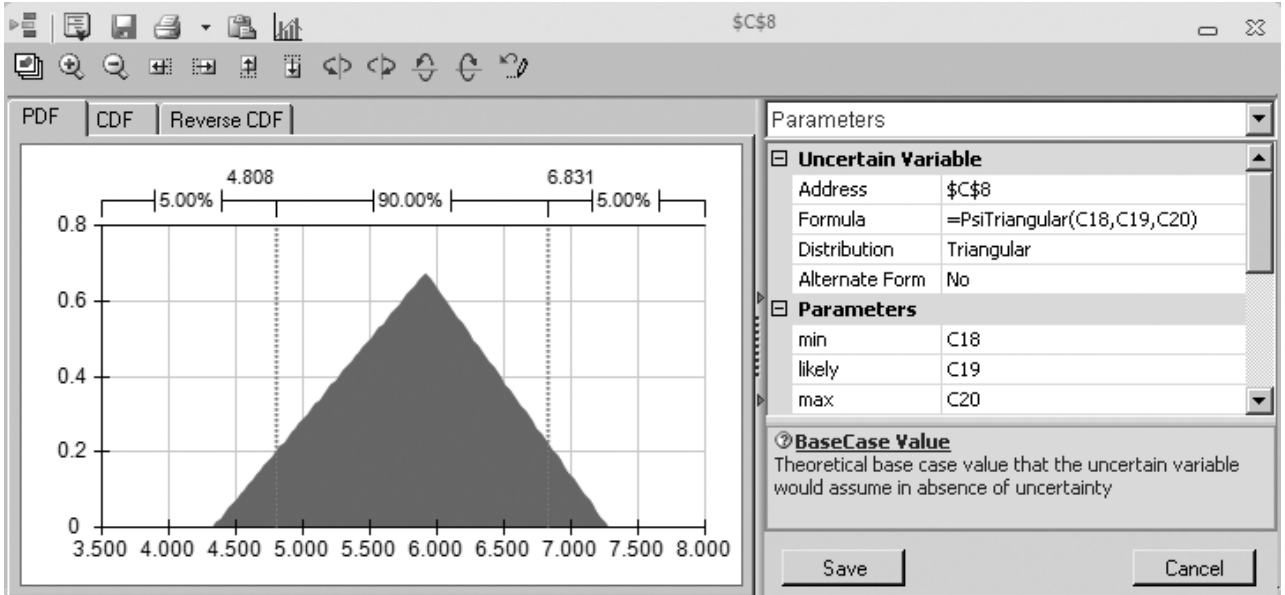 $C$8
PDF CDF Reverse CDF
4.808 6.831
5.00% 90.00% 5.00%
0.8
0.6
0.4
0.2
0
3.500 4.000 4.500 5.000 5.500 6.000 6.500 7.000 7.500 8.000
Parameters
Uncertain Variable
Address $C$8
Formula =PsiTriangular(C18,C19,C20)
Distribution Triangular
Alternate Form No
Parameters
min C18
likely C19
max C20
BaseCase Value
Theoretical base case value that the uncertain variable
would assume in absence of uncertainty
Save Cancel